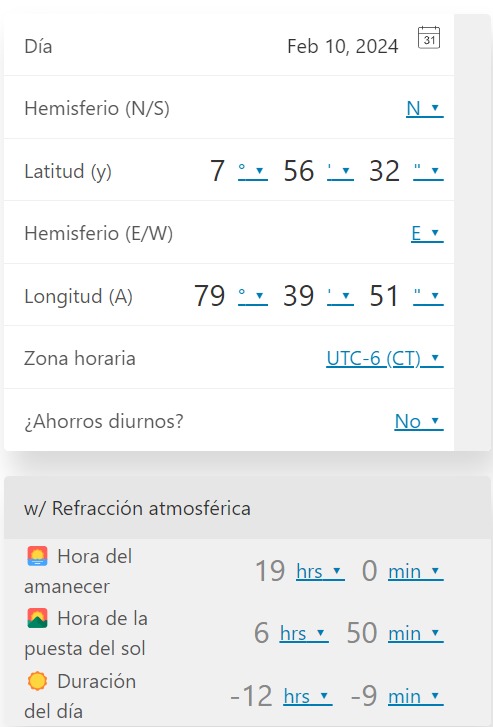 Día Feb 10, 2024 31
Hemisferio (N/S) N
Latitud (y) 7 ° 56 ' 32 "
Hemisferio (E/W) E
Longitud (A) 79 ° 39 ' 51 "
Zona horaria UTC-6 (CT)
¿Ahorros diurnos? No
w/ Refracción atmosférica
Hora del
amanecer 19 hrs 0 min
Hora de la
puesta del sol 6 hrs 50 min
Duración
del día -12 hrs -9 min